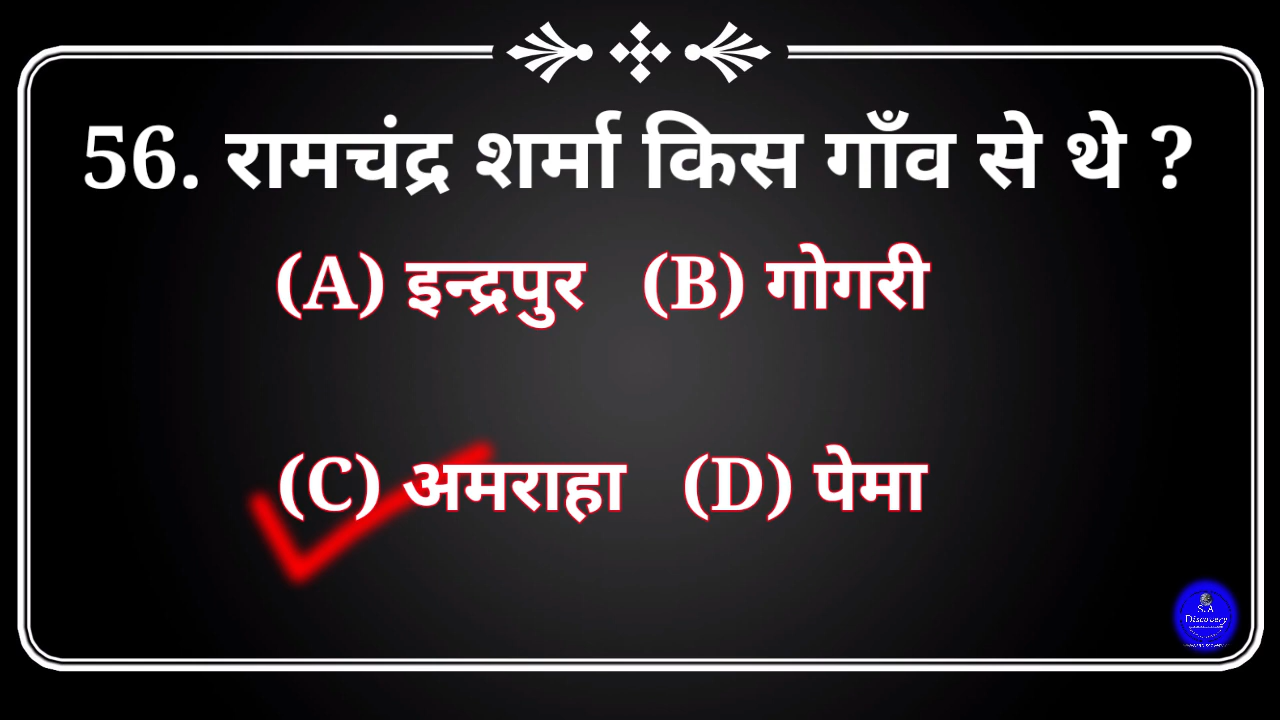 56. रामचंद्र शर्मा किस गाँव से थे ?
(A) इन्द्रपुर (B) गोगरी
(C) अमराहा (D) पेमा
S.A
Discovery